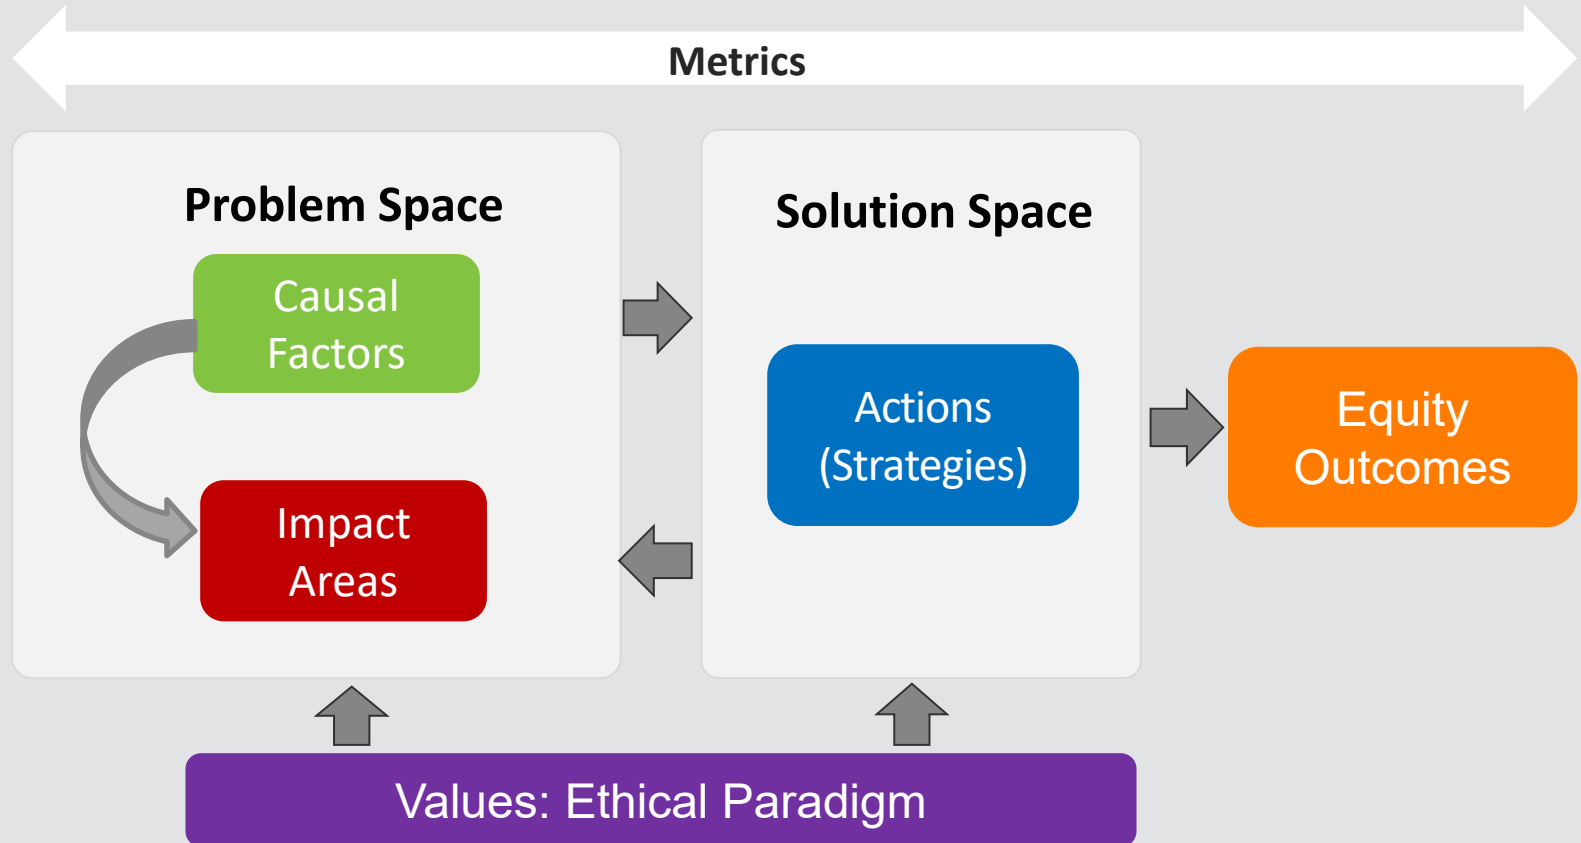 Metrics
Problem Space
Causal
Factors
Impact
Areas
Solution Space
Actions
(Strategies)
Equity
Outcomes
Values: Ethical Paradigm